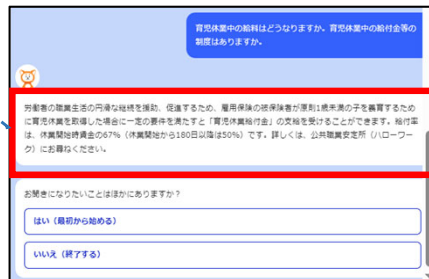 育児休業中の給料はどうなりますか。育児休業中の給付金等の
制度はありますか。
労働者の職業生活の円滑な継続を援助、促進するため、雇用保険の被保険者が原則1歳未満の子を養育するため
に育児休業を取得した場合に一定の要件を満たすと「育児休業給付金」の支給を受けることができます。給付率
は、休業開始時賃金の67%（休業開始から180日以降は50%）です。詳しくは、公共職業安定所（ハローワー
ク）にお尋ねください。
お聞きになりたいことはほかにありますか？
はい（最初から始める）
いいえ（終了する）